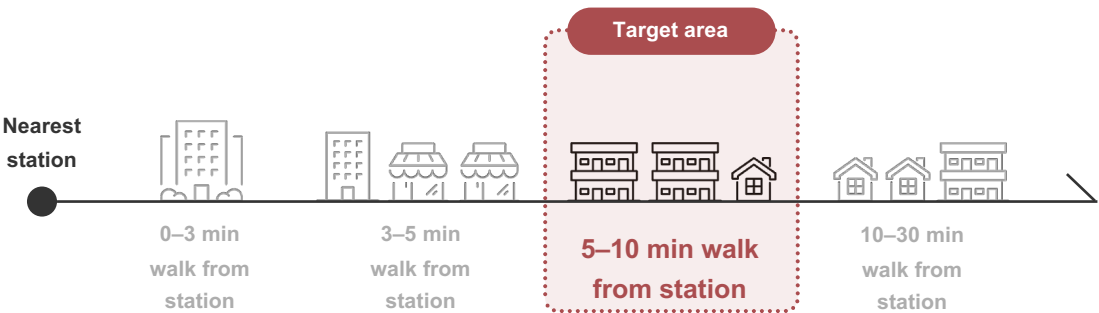 Target area
Nearest
station
0–3 min
walk from
station
3–5 min
walk from
station
5–10 min walk
from station
10–30 min
walk from
station